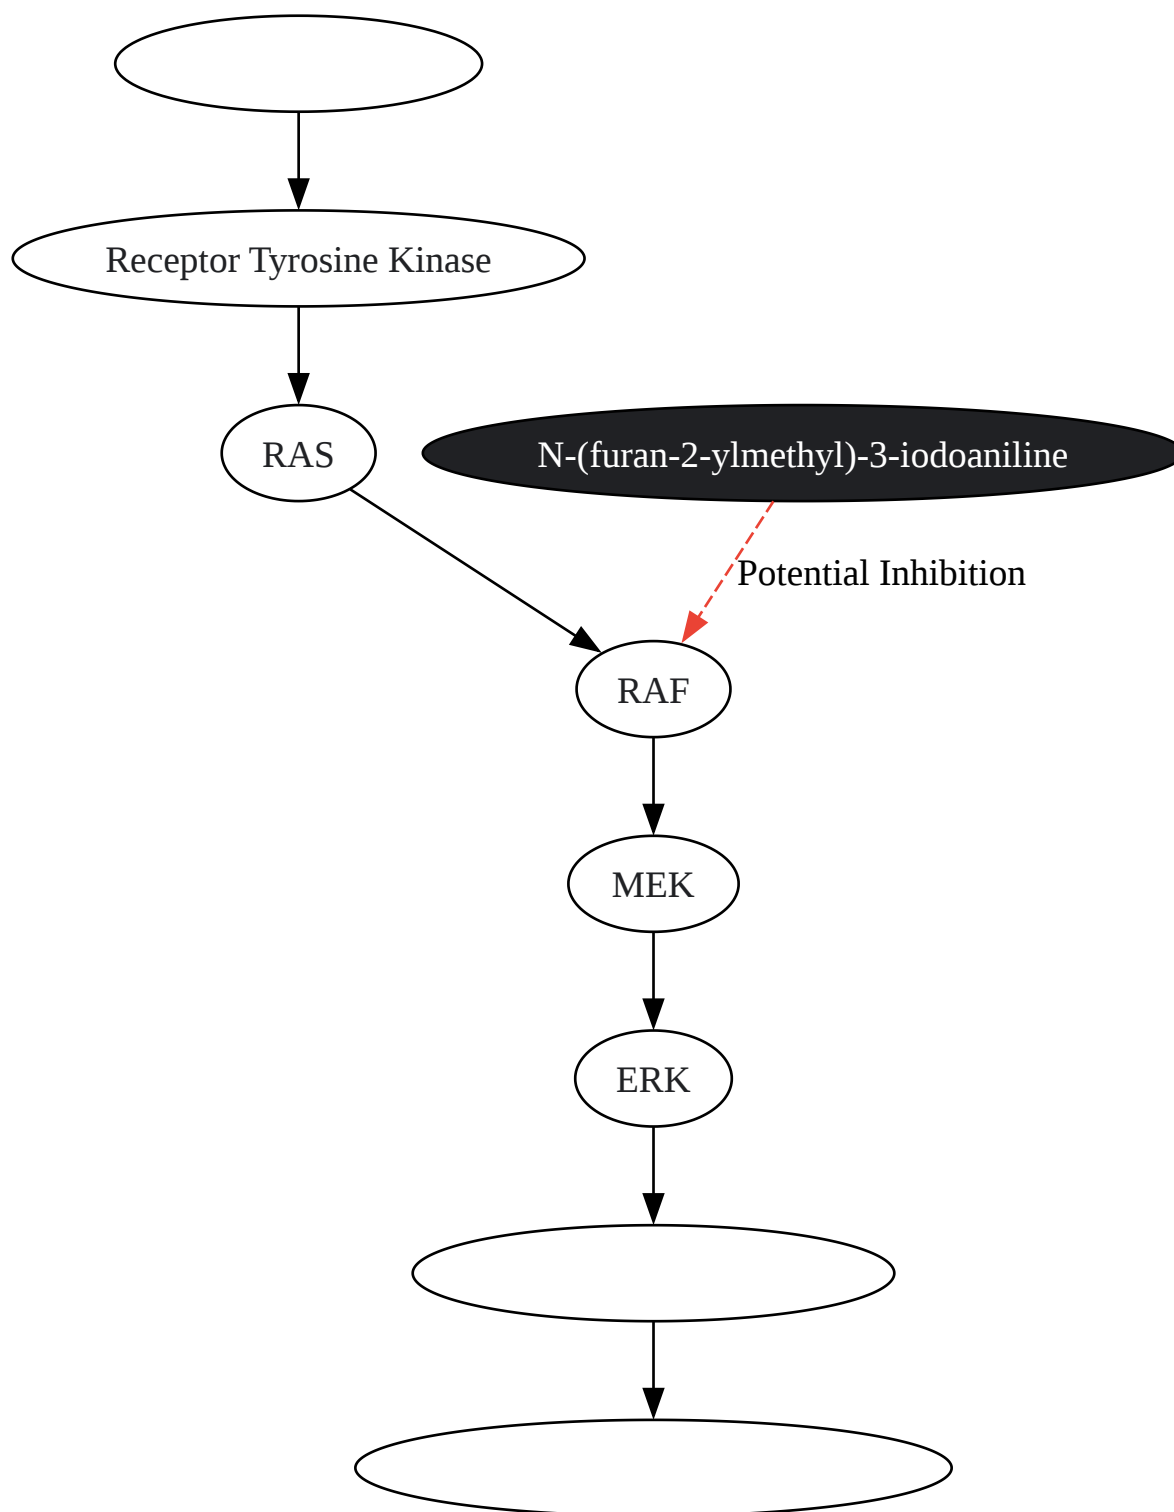 Receptor Tyrosine Kinase
RAS
N-(furan-2-ylmethyl)-3-iodoaniline
Potential Inhibition
RAF
MEK
ERK